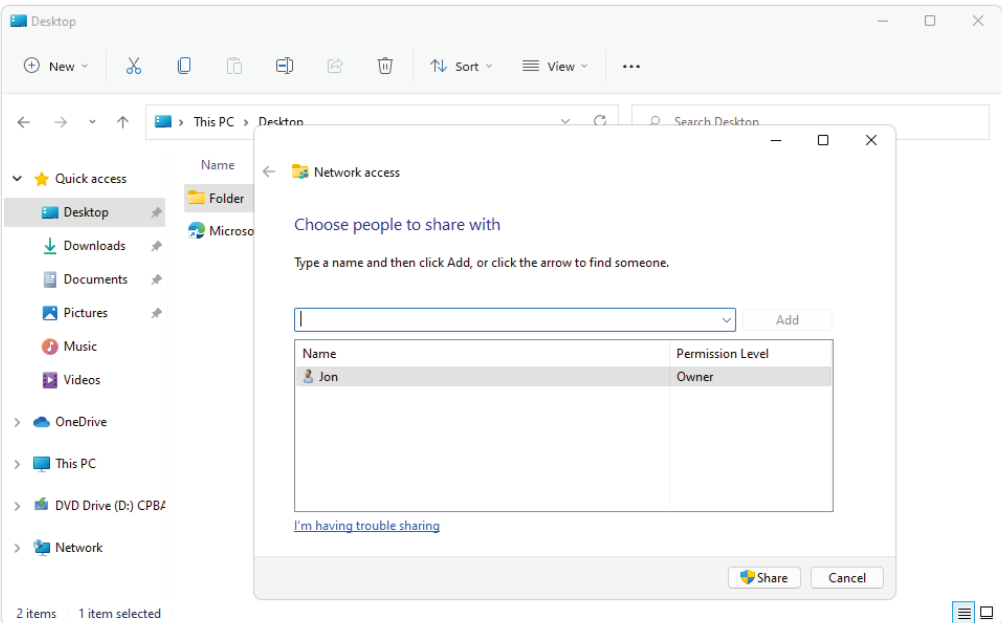 Desktop
New
Sort
View
This PC > Desktop
Search Desktop
Quick access
Desktop
Downloads
Documents
Pictures
Music
Videos
OneDrive
This PC
DVD Drive (D:) CPBA
Network
Name
Folder
Microso
Network access
Choose people to share with
Type a name and then click Add, or click the arrow to find someone.
Add
Name Permission Level
Jon Owner
I'm having trouble sharing
Share Cancel
2 items 1 item selected